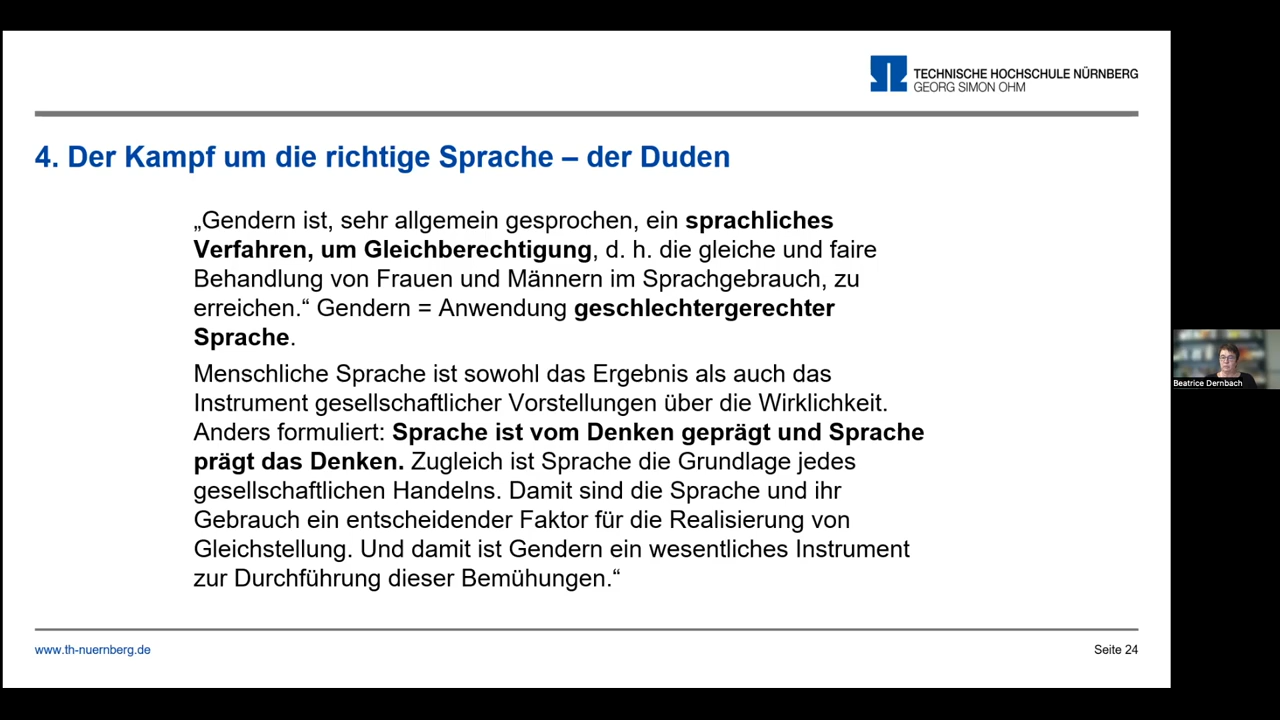 TECHNISCHE HOCHSCHULE NÜRNBERG
GEORG SIMON OHM
4. Der Kampf um die richtige Sprache – der Duden
„Gendern ist, sehr allgemein gesprochen, ein sprachliches
Verfahren, um Gleichberechtigung, d. h. die gleiche und faire
Behandlung von Frauen und Männern im Sprachgebrauch, zu
erreichen.“ Gendern = Anwendung geschlechtergerechter
Sprache.
Menschliche Sprache ist sowohl das Ergebnis als auch das
Instrument gesellschaftlicher Vorstellungen über die Wirklichkeit.
Anders formuliert: Sprache ist vom Denken geprägt und Sprache
prägt das Denken. Zugleich ist Sprache die Grundlage jedes
gesellschaftlichen Handelns. Damit sind die Sprache und ihr
Gebrauch ein entscheidender Faktor für die Realisierung von
Gleichstellung. Und damit ist Gendern ein wesentliches Instrument
zur Durchführung dieser Bemühungen.“
Beatrice Dernbach
www.th-nuernberg.de
Seite 24